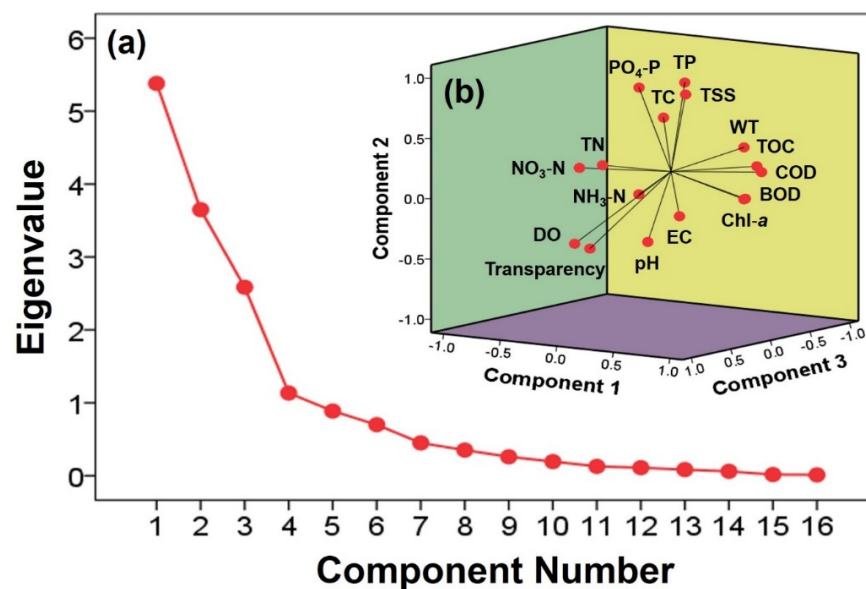 (a)
Eigenvalue
6
5
4
3
2
1
0
1 2 3 4 5 6 7 8 9 10 11 12 13 14 15 16
Component Number
(b)
Component 2
1.0
0.5
0.0
-0.5
-1.0
PO₄-P TP
TC TSS
WT
TN TOC
NO₃-N COD
NH₃-N BOD
Chl-a
DO EC
Transparency pH
-1.0 -0.5 0.0 0.5 1.0
Component 1
1.0 0.5 0.0 -0.5 -1.0
Component 3